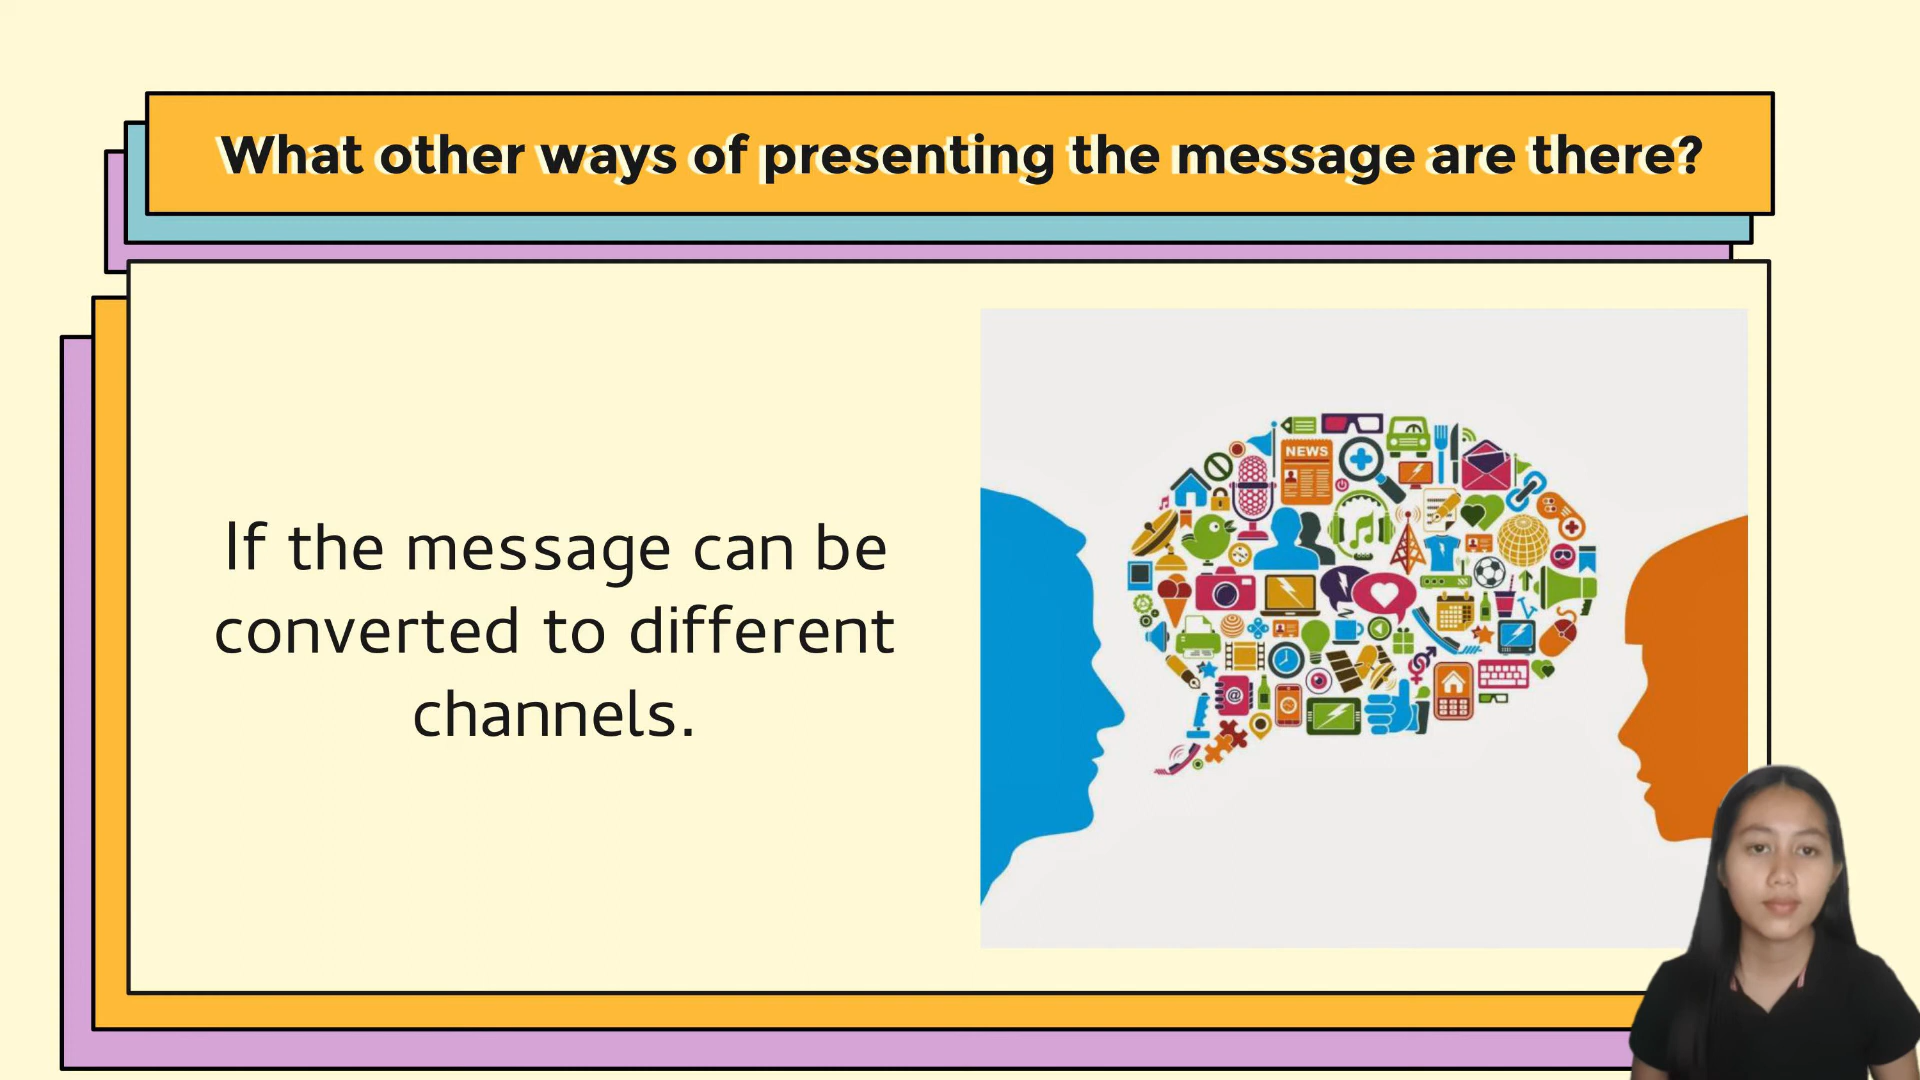 What other ways of presenting the message are there?
If the message can be
converted to different
channels.
NEWS
@